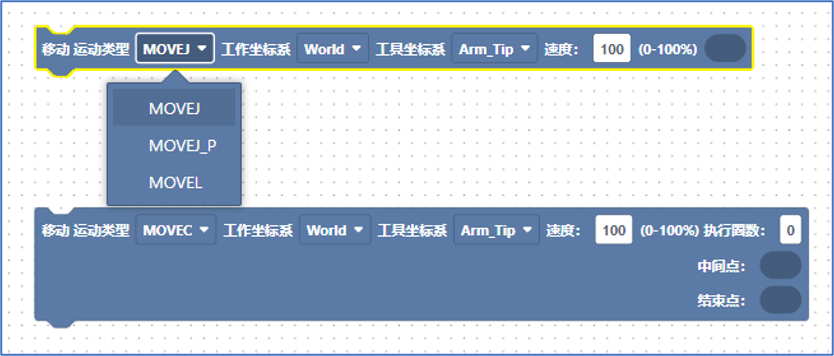 移动 运动类型 MOVEJ 工作坐标系 World 工具坐标系 Arm_Tip 速度： 100 (0-100%)
MOVEJ
MOVEJ_P
MOVEL
移动 运动类型 MOVEC 工作坐标系 World 工具坐标系 Arm_Tip 速度： 100 (0-100%) 执行圈数： 0
中间点：
结束点：